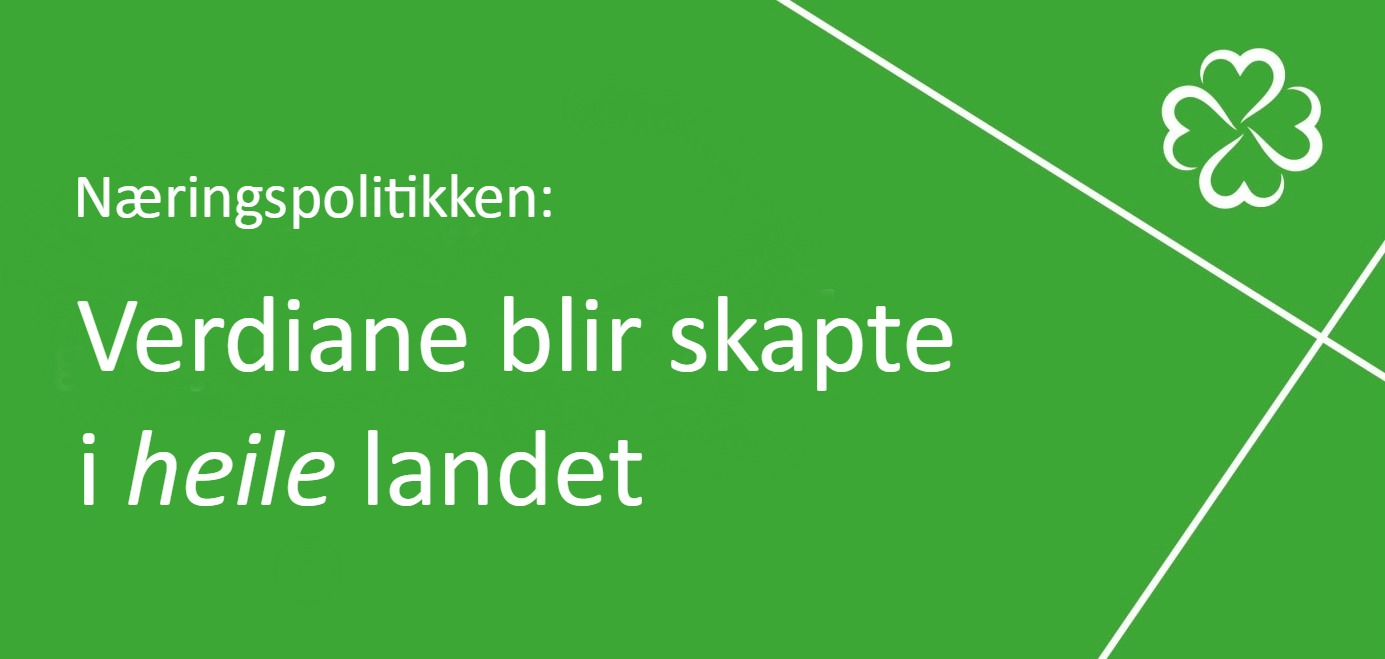 Næringspolitikken:
Verdiane blir skapte
i heile landet